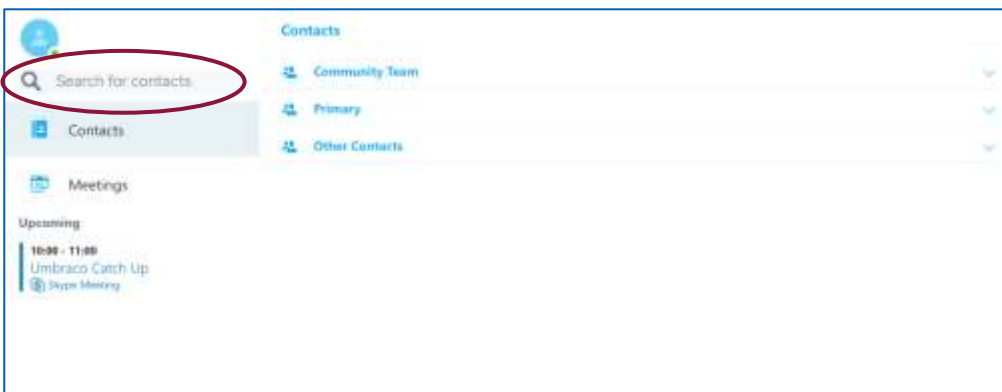 Search for contacts
Contacts
Meetings
Upcoming
10:00 - 11:00
Umbraco Catch Up
Skype Meeting
Contacts
Community Team
Primary
Other Contacts